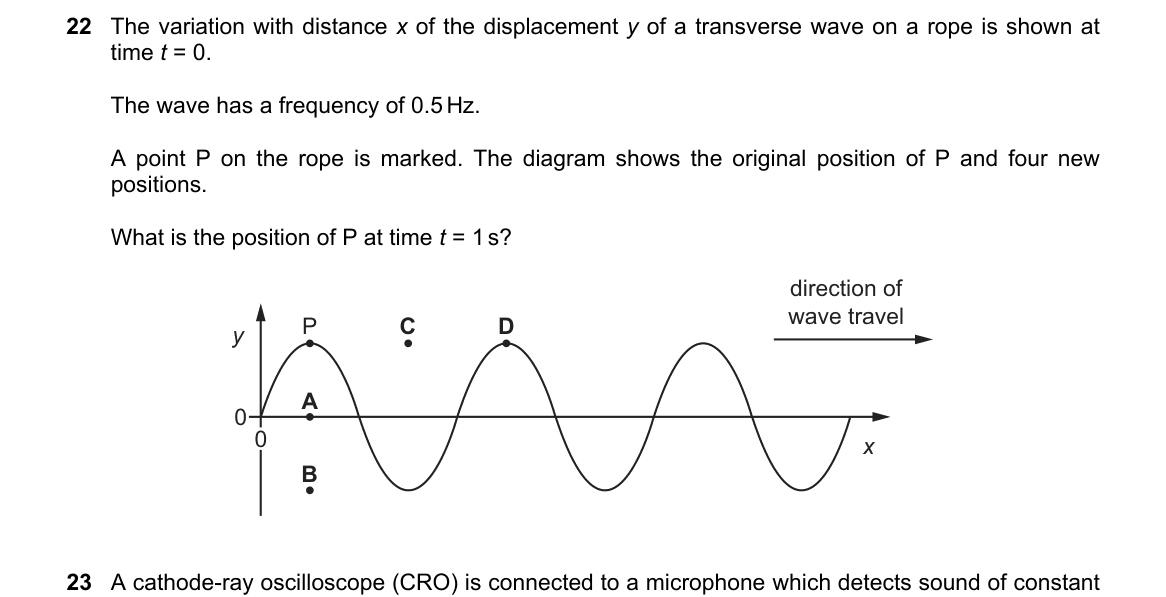 22 The variation with distance x of the displacement y of a transverse wave on a rope is shown at
time t = 0.
The wave has a frequency of 0.5 Hz.
A point P on the rope is marked. The diagram shows the original position of P and four new
positions.
What is the position of P at time t = 1 s?
direction of
wave travel
y
P
C
D
A
0
0
x
B
23 A cathode-ray oscilloscope (CRO) is connected to a microphone which detects sound of constant